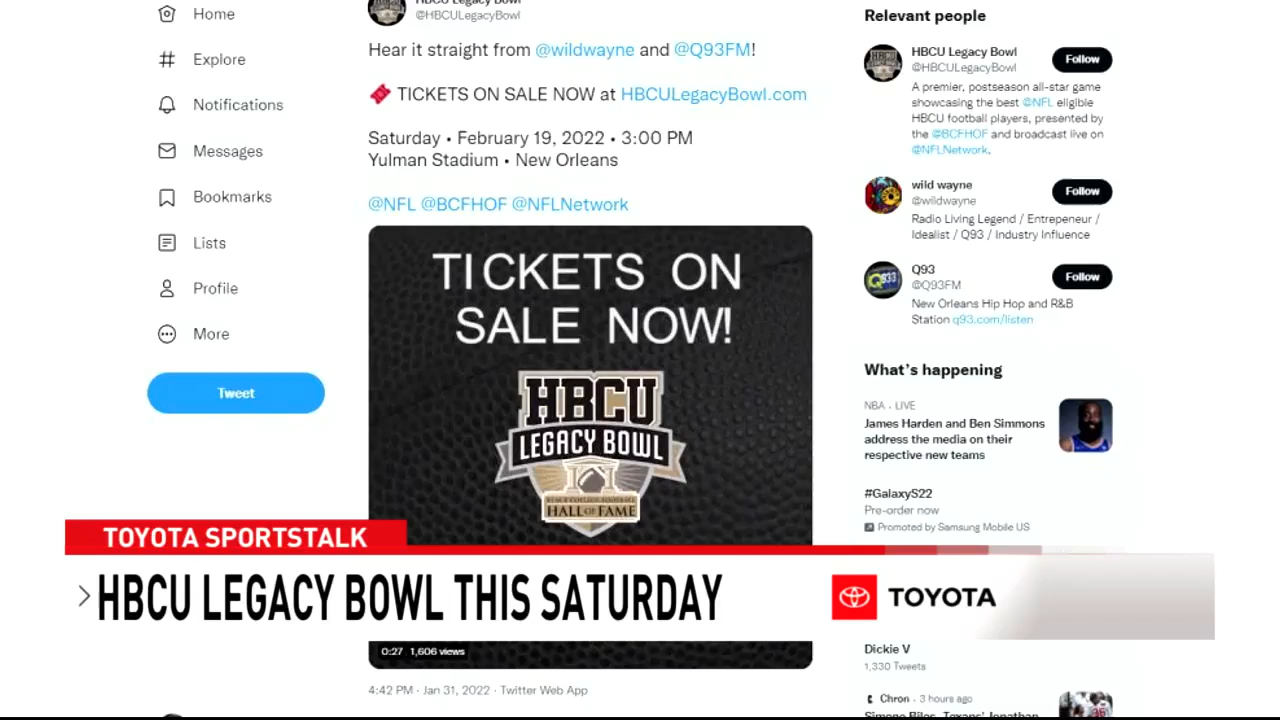 Home
Explore
Notifications
Messages
Bookmarks
Lists
Profile
More
Tweet
HBCU Legacy Bowl
@HBCULegacyBowl
Hear it straight from @wildwayne and @Q93FM!
TICKETS ON SALE NOW at HBCULegacyBowl.com
Saturday • February 19, 2022 • 3:00 PM
Yulman Stadium • New Orleans
@NFL @BCFHOF @NFLNetwork
TICKETS ON
SALE NOW!
HBCU
LEGACY BOWL
BLACK COLLEGE FOOTBALL
HALL OF FAME
0:27 1,606 views
4:42 PM · Jan 31, 2022 · Twitter Web App
Relevant people
HBCU Legacy Bowl
@HBCULegacyBowl
Follow
A premier, postseason all-star game
showcasing the best @NFL eligible
HBCU football players, presented by
the @BCFHOF and broadcast live on
@NFLNetwork.
wild wayne
@wildwayne
Follow
Radio Living Legend / Entrepeneur /
Idealist / Q93 / Industry Influence
Q93
@Q93FM
Follow
New Orleans Hip Hop and R&B
Station q93.com/listen
What's happening
NBA · LIVE
James Harden and Ben Simmons
address the media on their
respective new teams
#GalaxyS22
Pre-order now
Promoted by Samsung Mobile US
Dickie V
1,330 Tweets
Chron · 3 hours ago
Simone Biles, Texans' Jonathan
TOYOTA SPORTSTALK
HBCU LEGACY BOWL THIS SATURDAY
TOYOTA